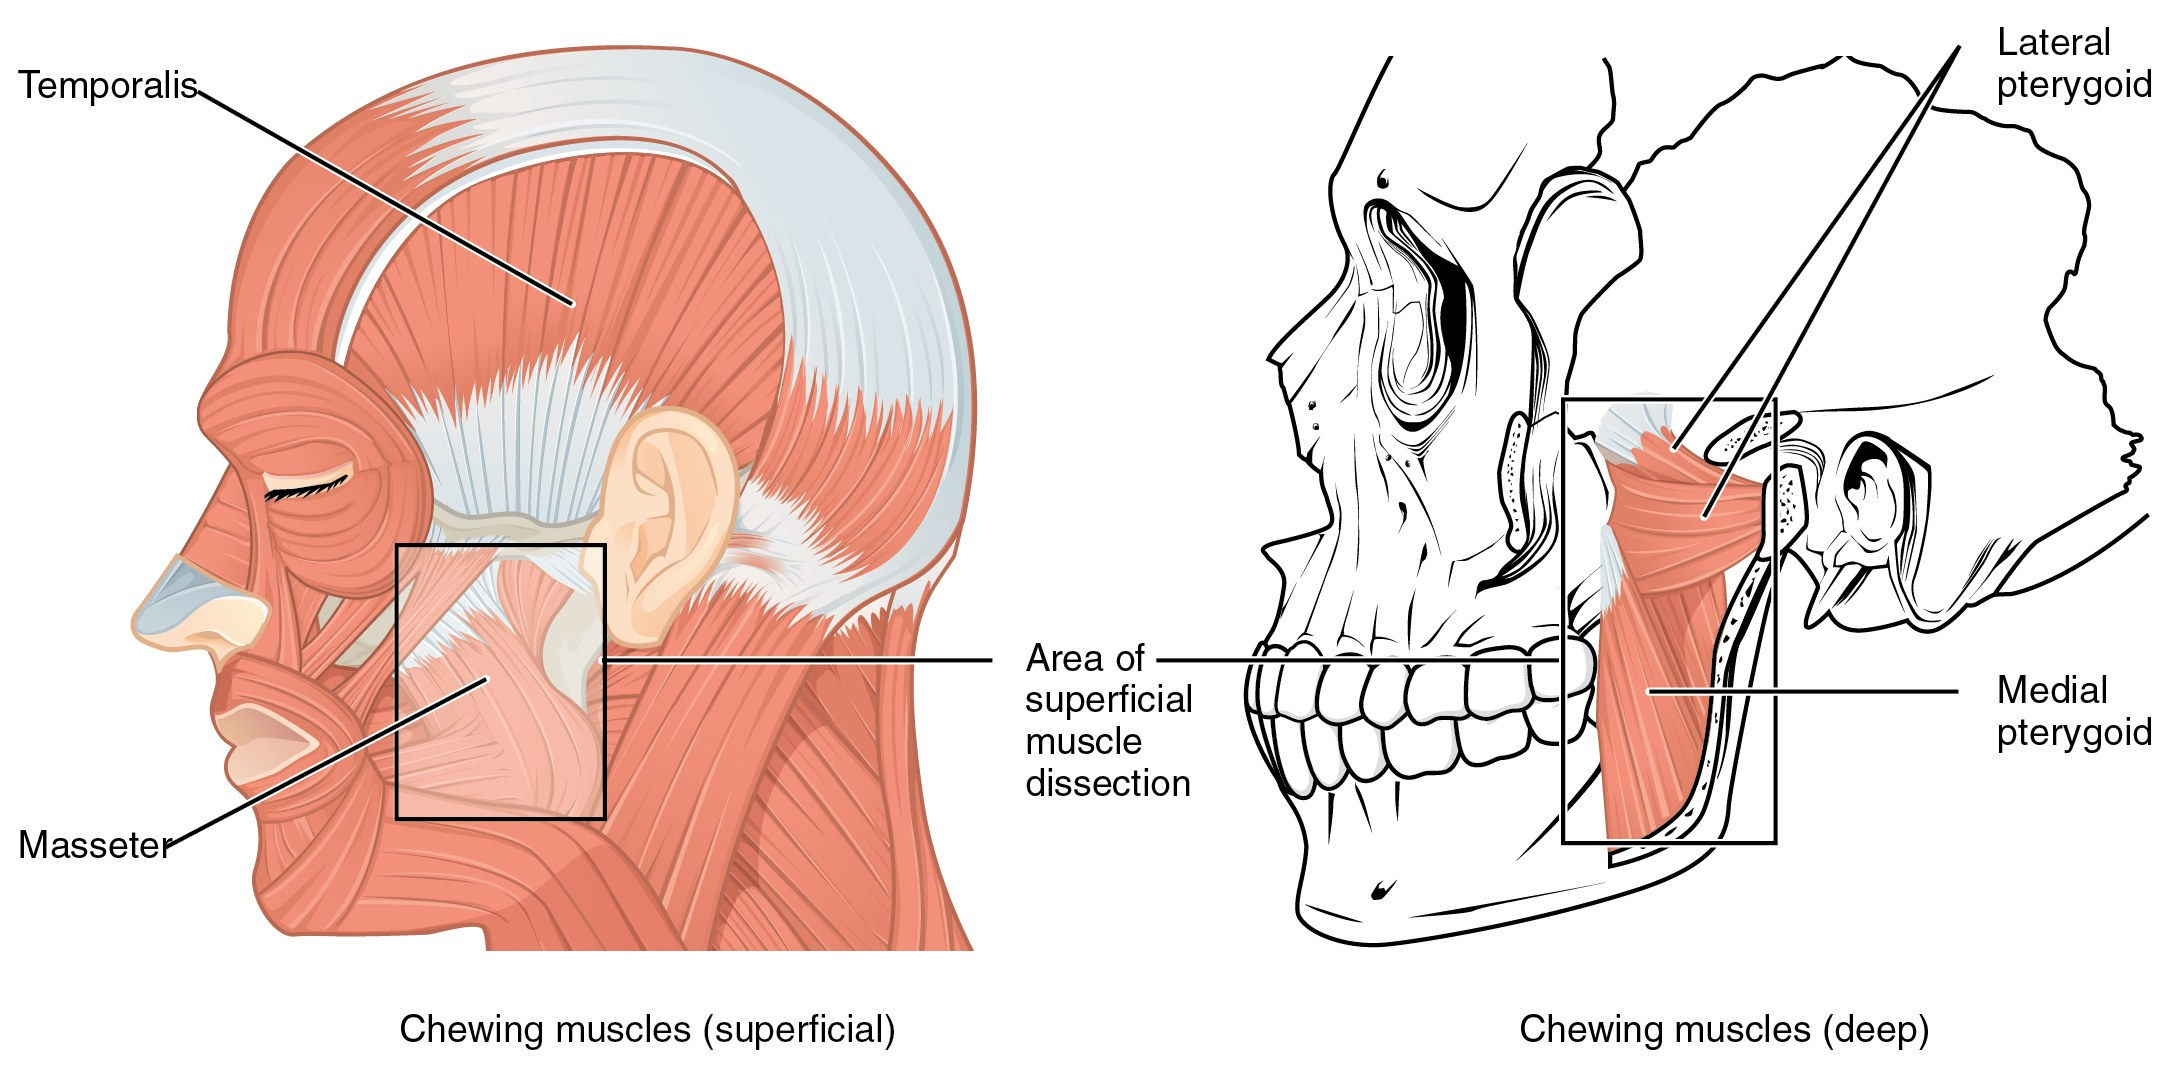 Temporalis
Masseter
Area of
superficial
muscle
dissection
Lateral
pterygoid
Medial
pterygoid
Chewing muscles (superficial)
Chewing muscles (deep)